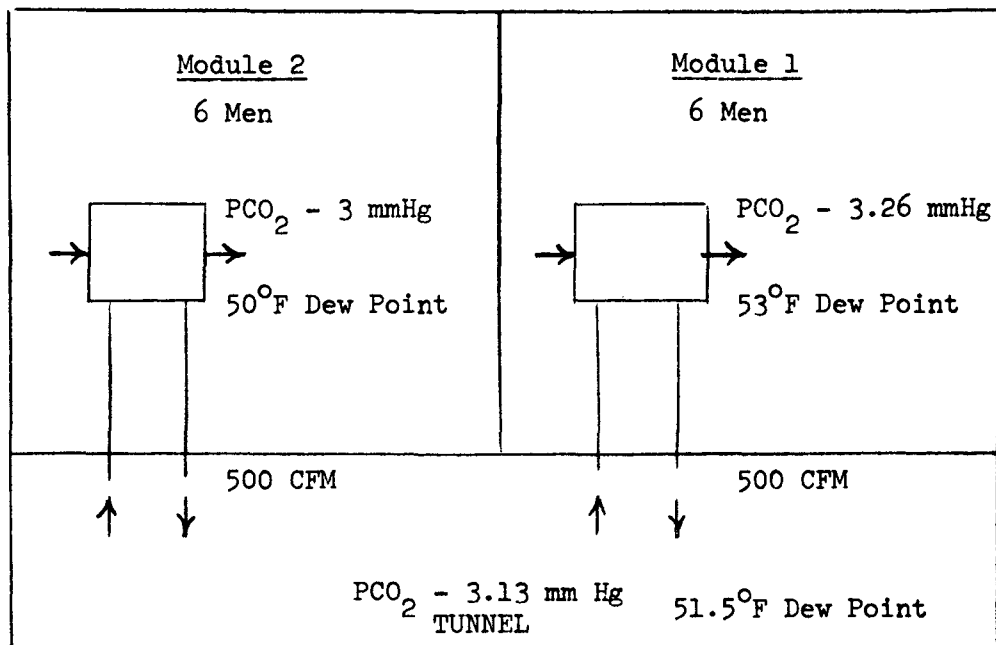 Module 2
6 Men
PCO2 - 3 mmHg
50°F Dew Point
500 CFM
Module 1
6 Men
PCO2 - 3.26 mmHg
53°F Dew Point
500 CFM
PCO2 - 3.13 mm Hg
TUNNEL
51.5°F Dew Point